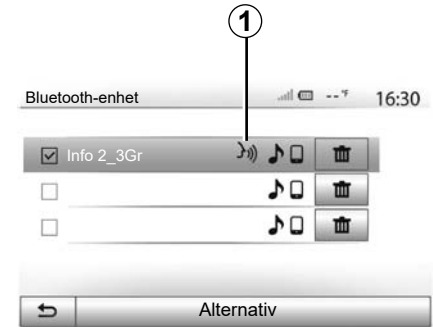 1
Bluetooth-enhet --°F 16:30
Info 2_3Gr
Alternativ